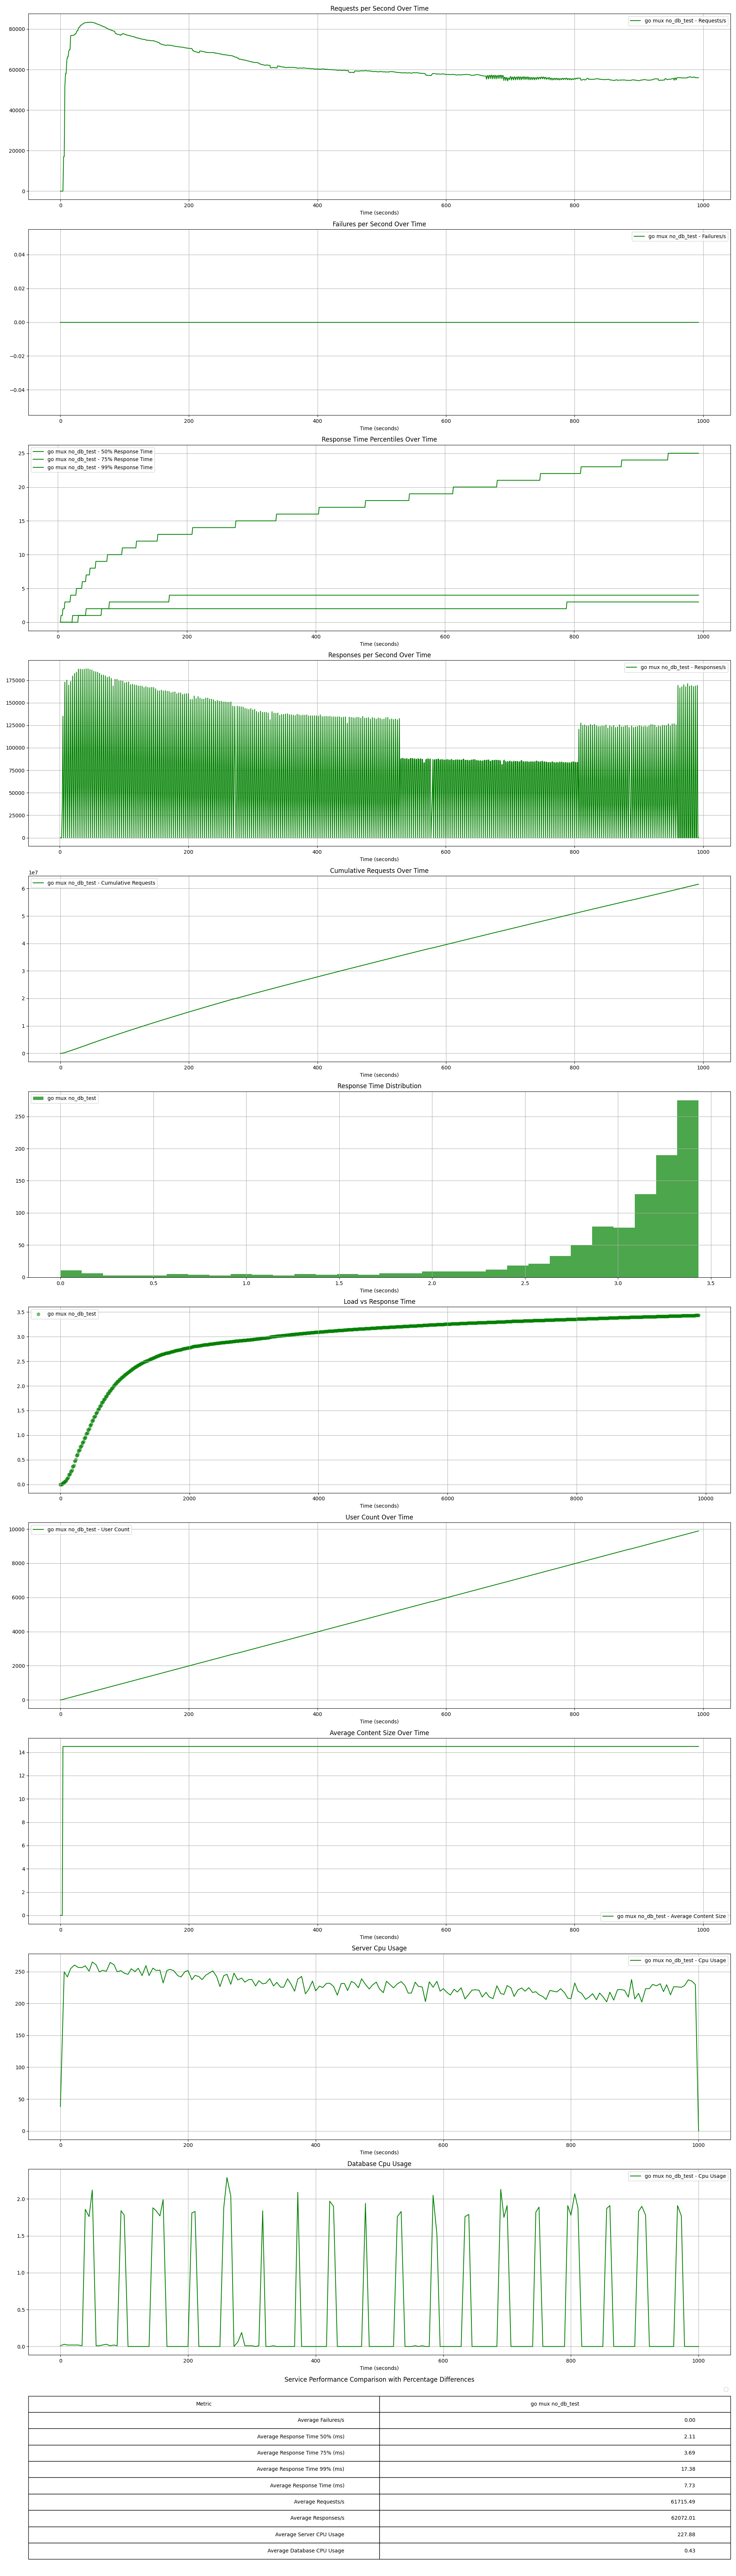 Requests per Second Over Time
go mux no_db_test - Requests/s
80000
60000
40000
20000
0
0 200 400 600 800 1000
Time (seconds)
Failures per Second Over Time
go mux no_db_test - Failures/s
0.04
0.02
0.00
−0.02
−0.04
0 200 400 600 800 1000
Time (seconds)
Response Time Percentiles Over Time
go mux no_db_test - 50% Response Time
go mux no_db_test - 75% Response Time
go mux no_db_test - 99% Response Time
25
20
15
10
5
0
0 200 400 600 800 1000
Time (seconds)
Responses per Second Over Time
go mux no_db_test - Responses/s
175000
150000
125000
100000
75000
50000
25000
0
0 200 400 600 800 1000
Time (seconds)
Cumulative Requests Over Time
1e7
go mux no_db_test - Cumulative Requests
6
5
4
3
2
1
0
0 200 400 600 800 1000
Time (seconds)
Response Time Distribution
go mux no_db_test
250
200
150
100
50
0
0.0 0.5 1.0 1.5 2.0 2.5 3.0 3.5
Time (seconds)
Load vs Response Time
go mux no_db_test
3.5
3.0
2.5
2.0
1.5
1.0
0.5
0.0
0 2000 4000 6000 8000 10000
Time (seconds)
User Count Over Time
go mux no_db_test - User Count
10000
8000
6000
4000
2000
0
0 200 400 600 800 1000
Time (seconds)
Average Content Size Over Time
14
12
10
8
6
4
2
0
go mux no_db_test - Average Content Size
0 200 400 600 800 1000
Time (seconds)
Server Cpu Usage
go mux no_db_test - Cpu Usage
250
200
150
100
50
0
0 200 400 600 800 1000
Time (seconds)
Database Cpu Usage
go mux no_db_test - Cpu Usage
2.0
1.5
1.0
0.5
0.0
0 200 400 600 800 1000
Time (seconds)
Service Performance Comparison with Percentage Differences
Metric go mux no_db_test
Average Failures/s 0.00
Average Response Time 50% (ms) 2.11
Average Response Time 75% (ms) 3.69
Average Response Time 99% (ms) 17.38
Average Response Time (ms) 7.73
Average Requests/s 61715.49
Average Responses/s 62072.01
Average Server CPU Usage 227.88
Average Database CPU Usage 0.43